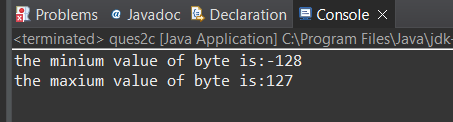 Problems Javadoc Declaration Console
<terminated> ques2c [Java Application] C:\Program Files\Java\jdk-
the minium value of byte is:-128
the maxium value of byte is:127